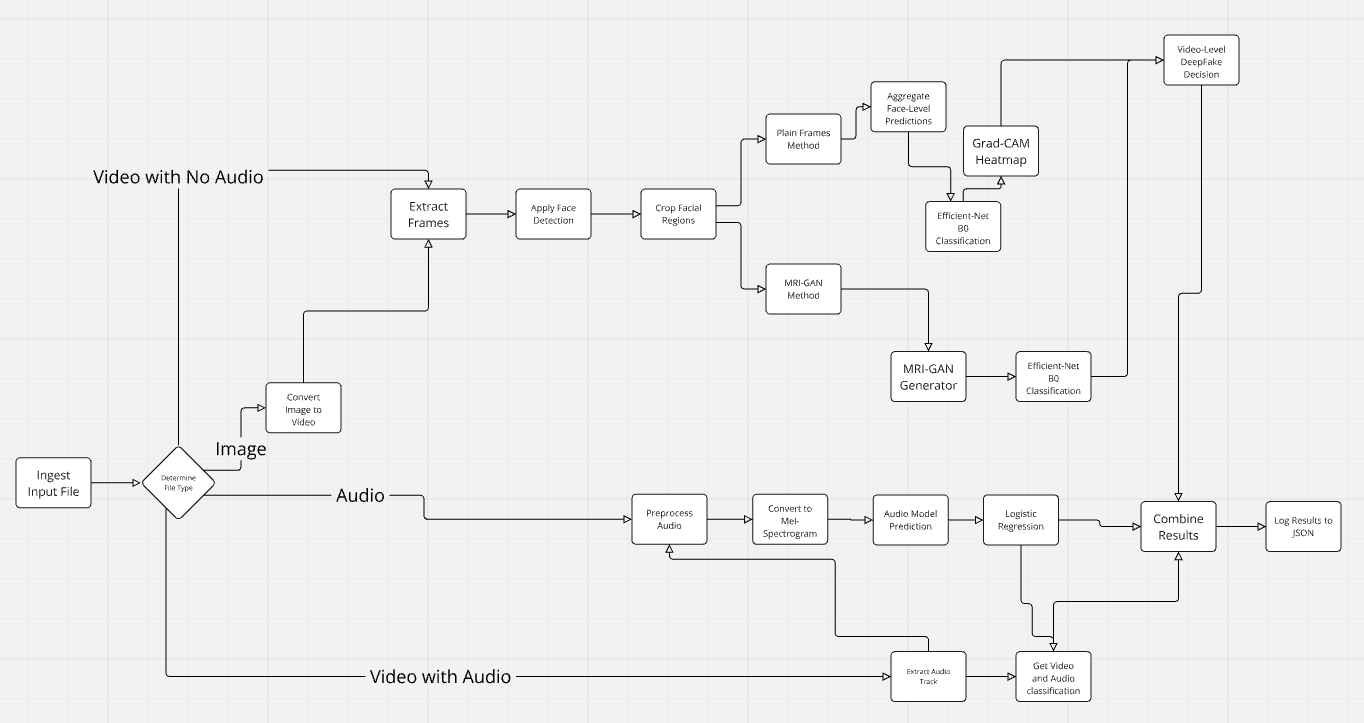 Video-Level
DeepFake
Decision
Aggregate
Face-Level
Predictions
Plain Frames
Method
Grad-CAM
Heatmap
Video with No Audio
Extract
Frames
Apply Face
Detection
Crop Facial
Regions
Efficient-Net
B0
Classification
MRI-GAN
Method
MRI-GAN
Generator
Efficient-Net
B0
Classification
Convert
Image to
Video
Image
Ingest
Input File
Determine
File Type
Audio
Preprocess
Audio
Convert to
Mel-
Spectrogram
Audio Model
Prediction
Logistic
Regression
Combine
Results
Log Results to
JSON
Video with Audio
Extract Audio
Track
Get Video
and Audio
classification